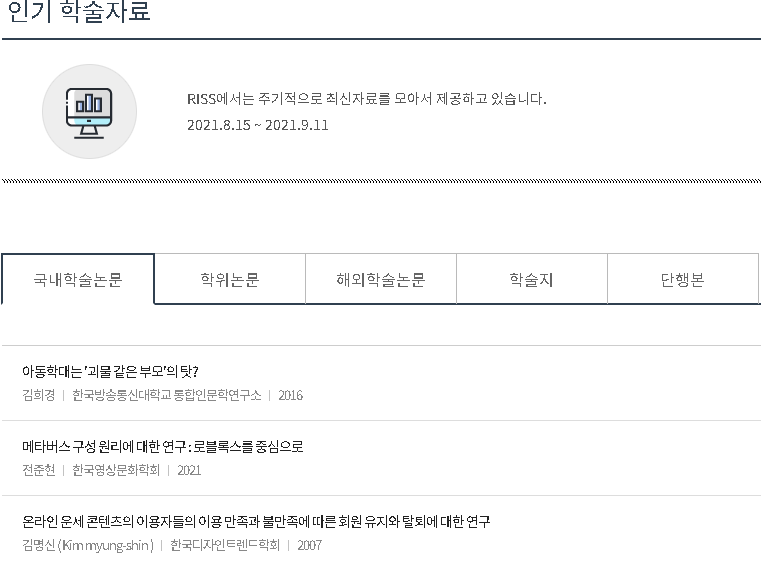 인기 학술자료
RISS에서는 주기적으로 최신자료를 모아서 제공하고 있습니다.
2021.8.15 ~ 2021.9.11
국내학술논문 학위논문 해외학술논문 학술지 단행본
아동학대는 '괴물 같은 부모'의 탓?
김희경 | 한국방송통신대학교 통합인문학연구소 | 2016
메타버스 구성 원리에 대한 연구 : 로블록스를 중심으로
전준현 | 한국영상문화학회 | 2021
온라인 운세 콘텐츠의 이용자들의 이용 만족과 불만족에 따른 회원 유지와 탈퇴에 대한 연구
김명신 ( Kim myung-shin ) | 한국디자인트렌드학회 | 2007